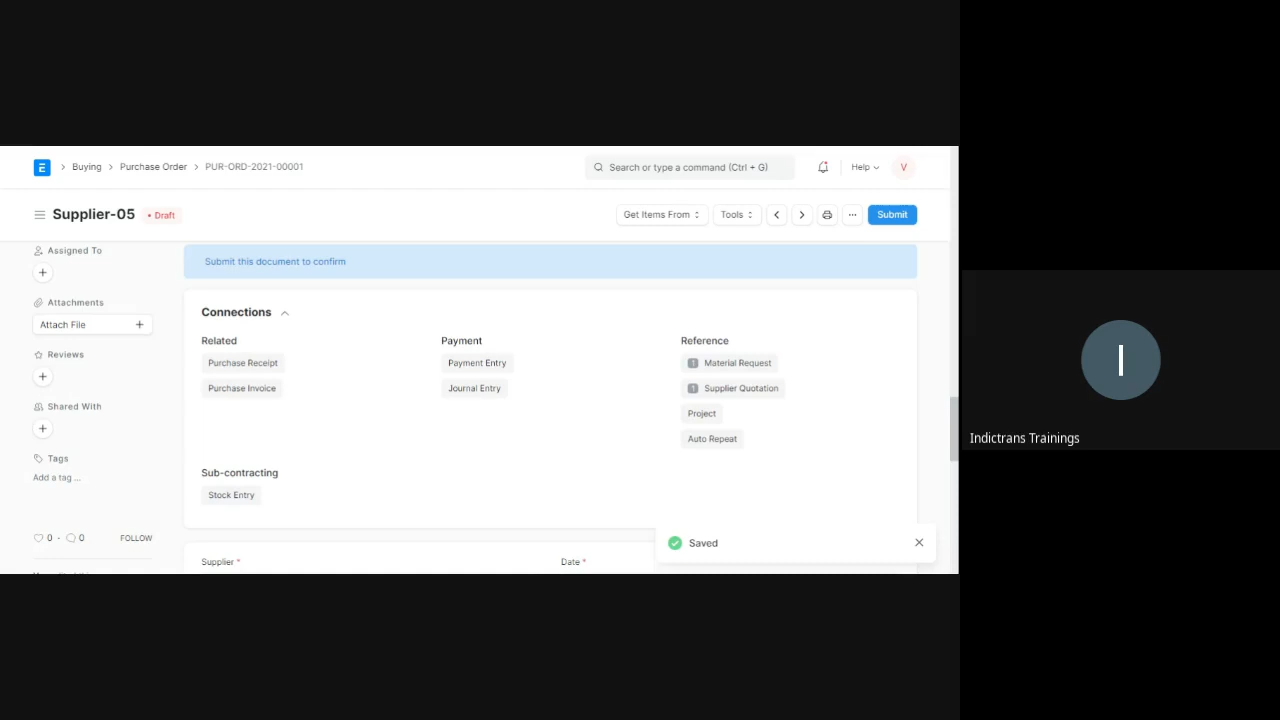 E > Buying > Purchase Order > PUR-ORD-2021-00001 Search or type a command (Ctrl + G) Help V
Supplier-05 • Draft Get Items From Tools < > ... Submit
Assigned To
+
Attachments
Attach File +
Reviews
+
Shared With
+
Tags
Add a tag ...
0 · 0 FOLLOW
Submit this document to confirm
Connections
Related
Purchase Receipt
Purchase Invoice
Payment
Payment Entry
Journal Entry
Reference
1 Material Request
1 Supplier Quotation
Project
Auto Repeat
Sub-contracting
Stock Entry
Supplier *
Date *
Saved
I
Indictrans Trainings